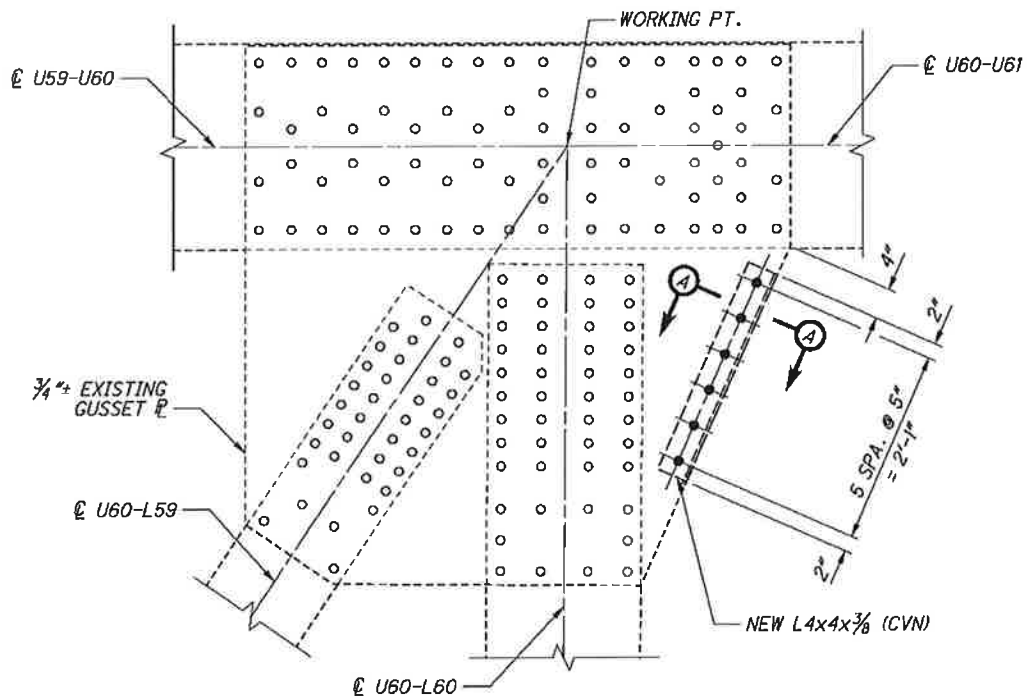 WORKING PT.
℄ U59-U60
℄ U60-U61
A
A
4"
2"
5 SPA. @ 5"
= 2'-1"
2"
¾"± EXISTING
GUSSET ⅊
℄ U60-L59
NEW L4x4x⅜ (CVN)
℄ U60-L60